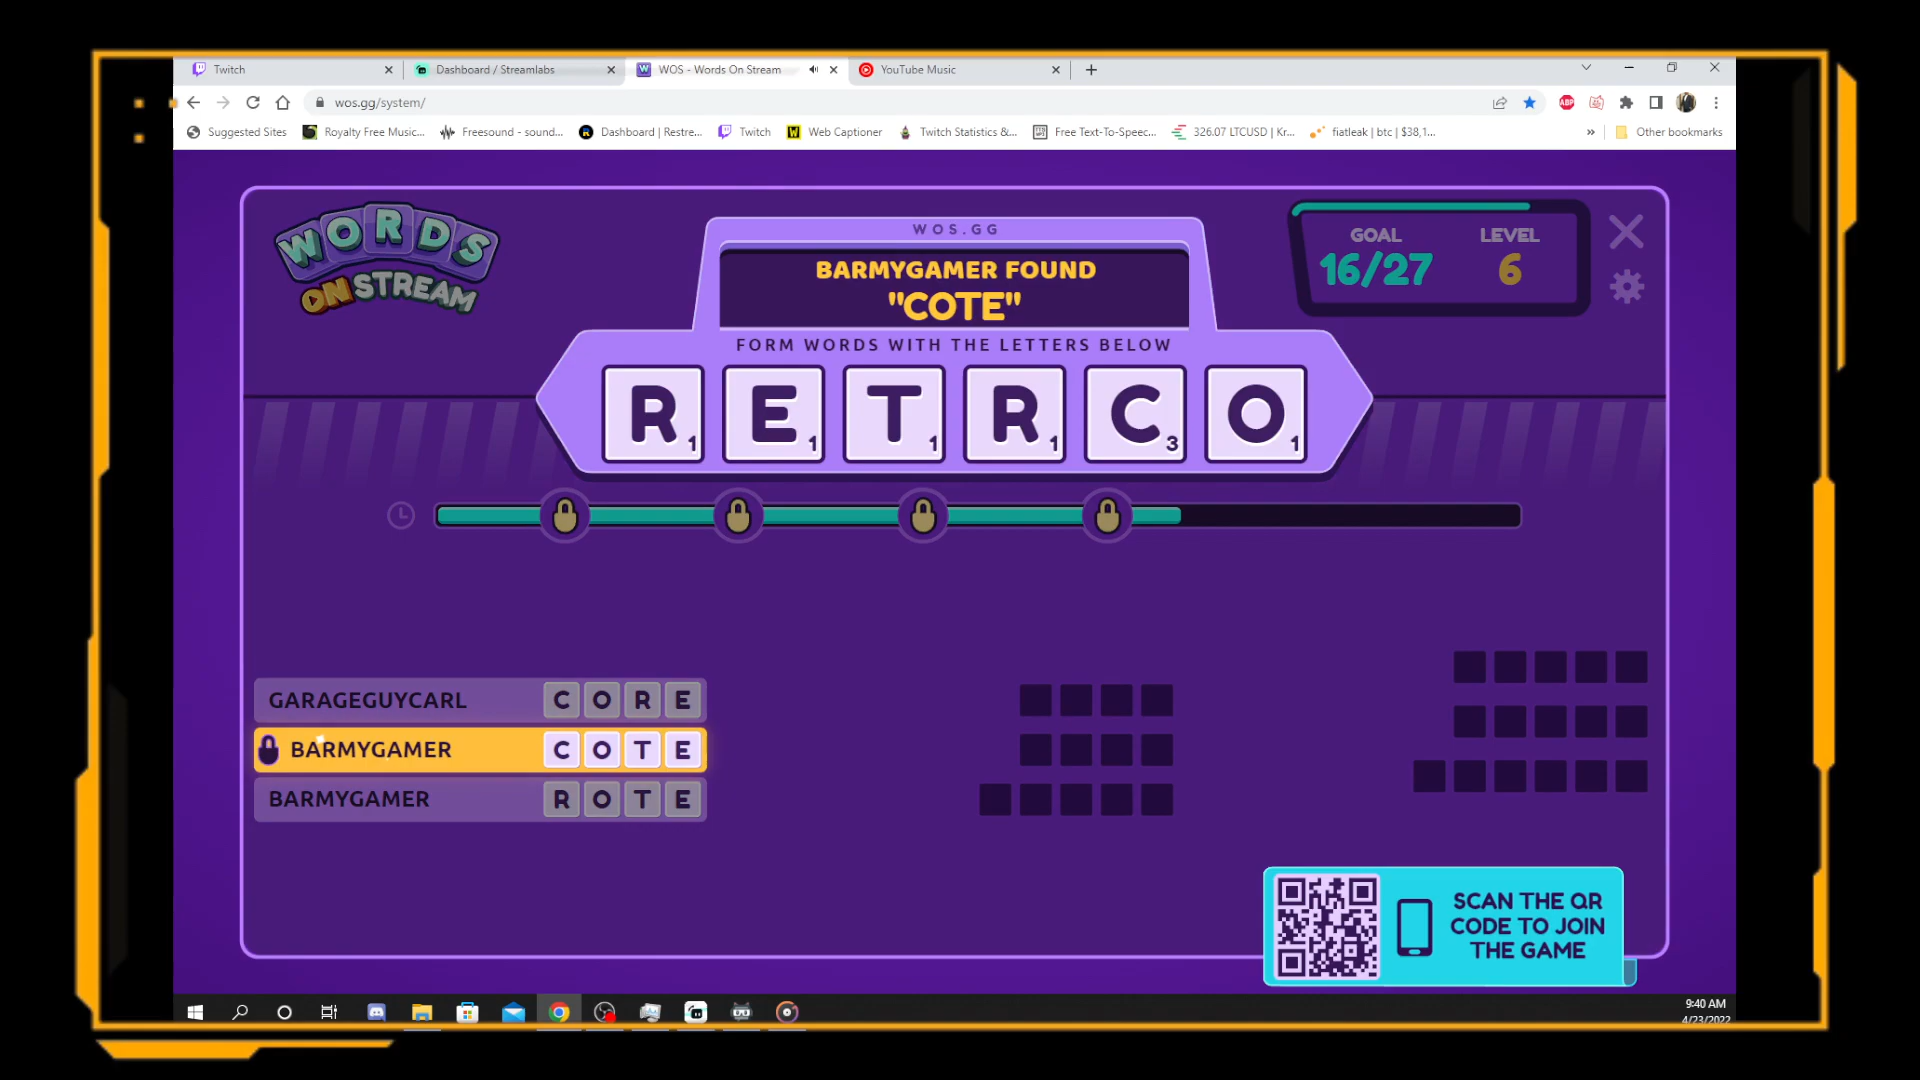 Twitch
Dashboard / Streamlabs
WOS - Words On Stream
YouTube Music
wos.gg/system/
Suggested Sites
Royalty Free Music...
Freesound - sound...
Dashboard | Restre...
Twitch
Web Captioner
Twitch Statistics &...
Free Text-To-Speec...
326.07 LTCUSD | Kr...
fiatleak | btc | $38,1...
Other bookmarks
WORDS
ON STREAM
WOS.GG
BARMYGAMER FOUND
"COTE"
GOAL
16/27
LEVEL
6
FORM WORDS WITH THE LETTERS BELOW
R1 E1 T1 R1 C3 O1
GARAGEGUYCARL CORE
BARMYGAMER COTE
BARMYGAMER ROTE
SCAN THE QR
CODE TO JOIN
THE GAME
9:40 AM
4/23/2022